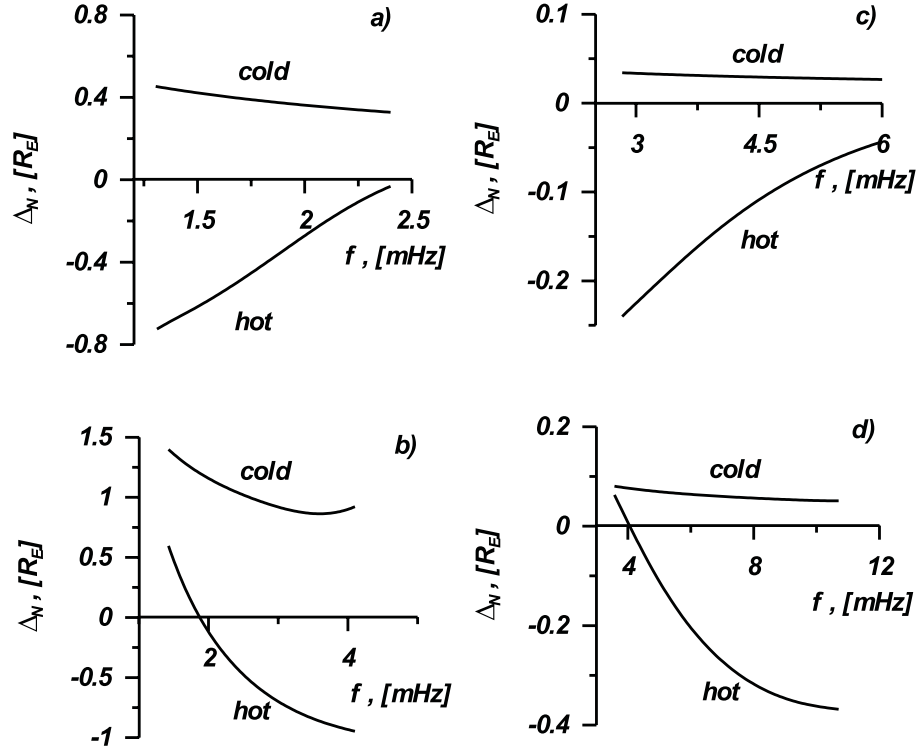 0.8
a)
cold
0.4
Δ_N , [R_E]
0
1.5 2 2.5
f , [mHz]
-0.4
hot
-0.8
0.1
c)
cold
0
3 4.5 6
Δ_N , [R_E]
f , [mHz]
-0.1
hot
-0.2
1.5
b)
cold
1
0.5
Δ_N , [R_E]
0
2 4
-0.5
f , [mHz]
hot
-1
0.2
d)
cold
0
4 8 12
Δ_N , [R_E]
f , [mHz]
-0.2
hot
-0.4